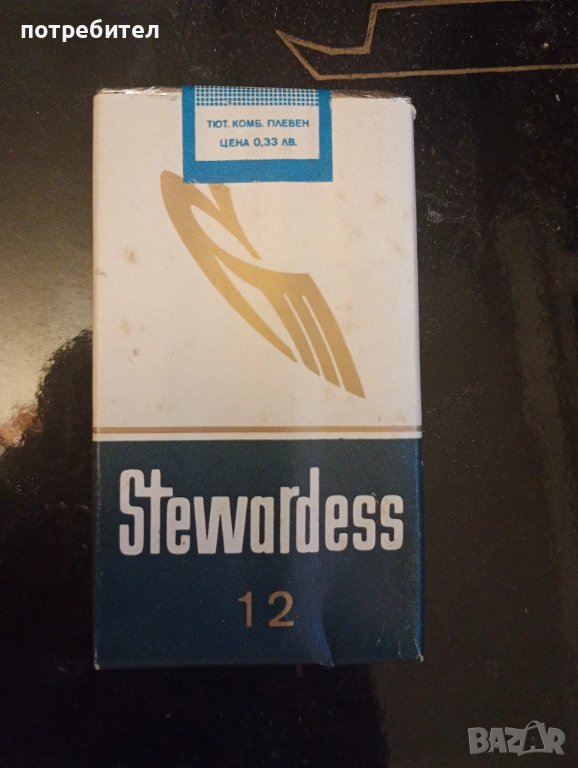 потребител
ТЮТ. КОМБ. ПЛЕВЕН
ЦЕНА 0,33 ЛВ.
Stewardess
12
BAZAR